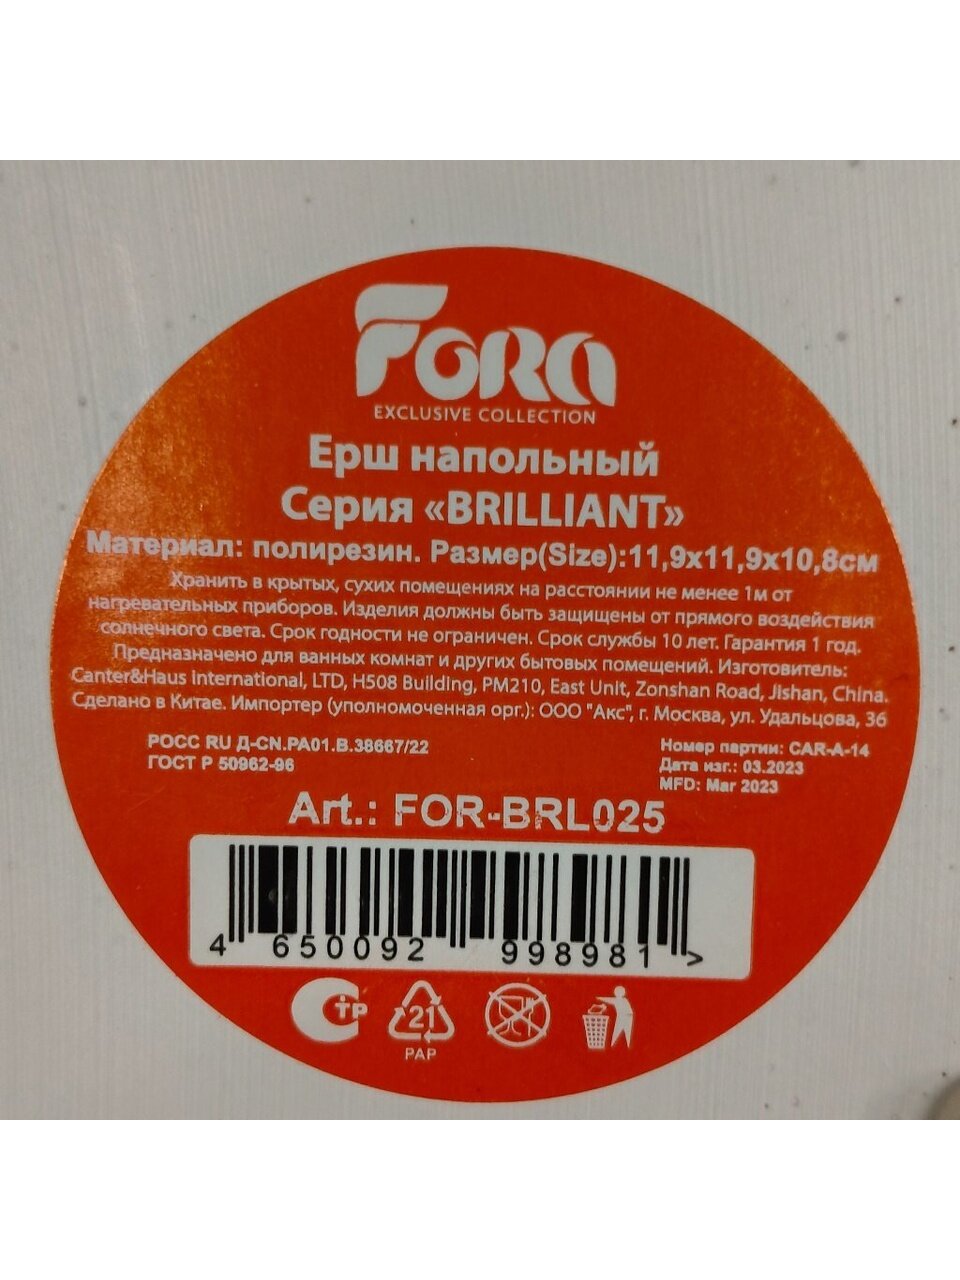 FORA
EXCLUSIVE COLLECTION
Ерш напольный
Серия «BRILLIANT»
Материал: полирезин. Размер(Size):11,9x11,9x10,8см
Хранить в крытых, сухих помещениях на расстоянии не менее 1м от
нагревательных приборов. Изделия должны быть защищены от прямого воздействия
солнечного света. Срок годности не ограничен. Срок службы 10 лет. Гарантия 1 год.
Предназначено для ванных комнат и других бытовых помещений. Изготовитель:
Canter&Haus International, LTD, H508 Building, PM210, East Unit, Zonshan Road, Jishan, China.
Сделано в Китае. Импортер (уполномоченная орг.): ООО "Акс", г. Москва, ул. Удальцова, 36
РОСС RU Д-CN.РА01.В.38667/22
ГОСТ Р 50962-96
Номер партии: CAR-A-14
Дата изг.: 03.2023
MFD: Mar 2023
Art.: FOR-BRL025
4 650092 998981 >
СТР
21
PAP